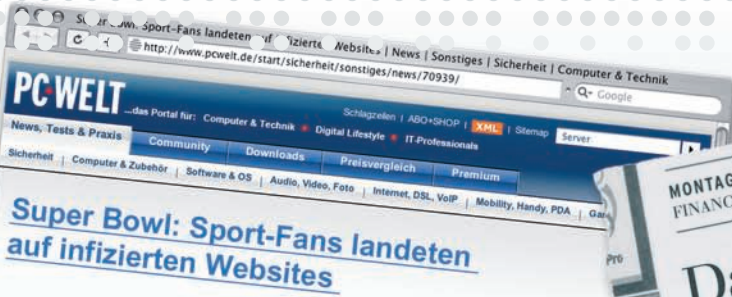 Super Bowl: Sport-Fans landeten auf infizierte Websites | News | Sonstiges | Sicherheit | Computer & Technik
http://www.pcwelt.de/start/sicherheit/sonstiges/news/70939/
Google
PC WELT
...das Portal für: Computer & Technik Digital Lifestyle IT-Professionals
Schlagzeilen | ABO+SHOP | XML | Sitemap Server
News, Tests & Praxis Community Downloads Preisvergleich Premium
Sicherheit | Computer & Zubehör | Software & OS | Audio, Video, Foto | Internet, DSL, VoIP | Mobility, Handy, PDA
Super Bowl: Sport-Fans landeten
auf infizierten Websites
Pro
MONTAG